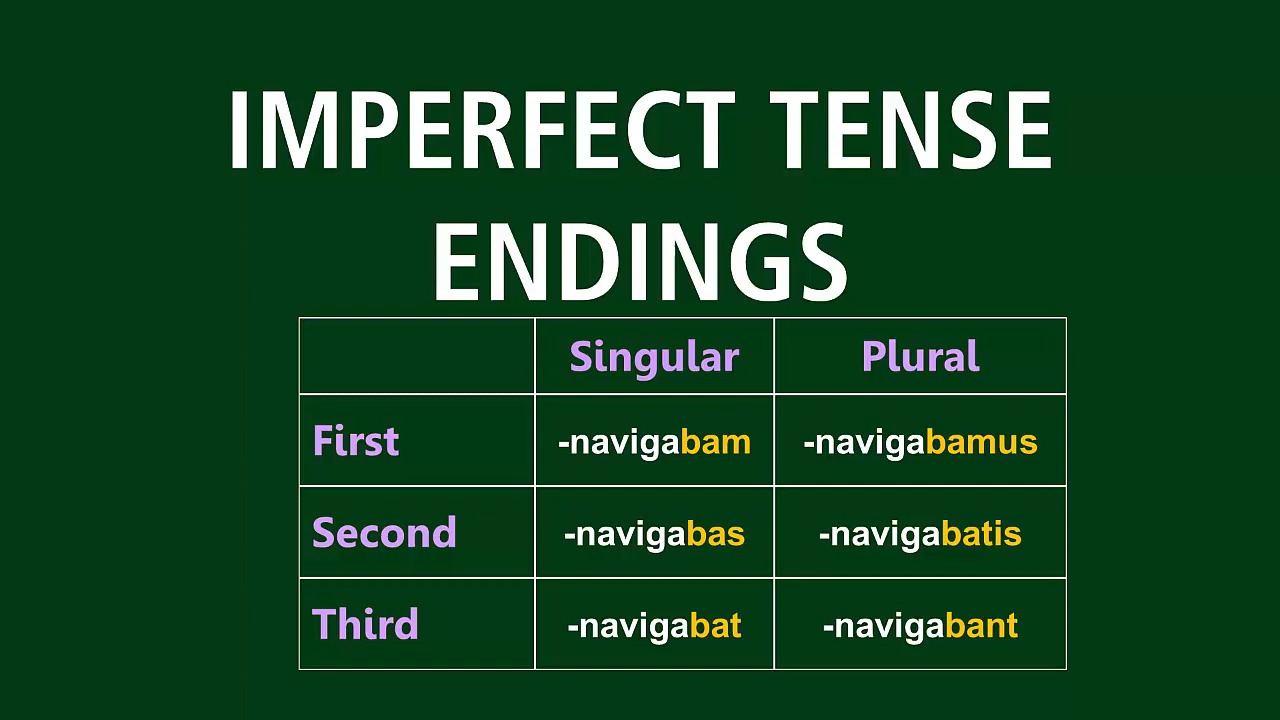 IMPERFECT TENSE
ENDINGS
Singular Plural
First -navigabam -navigabamus
Second -navigabas -navigabatis
Third -navigabat -navigabant